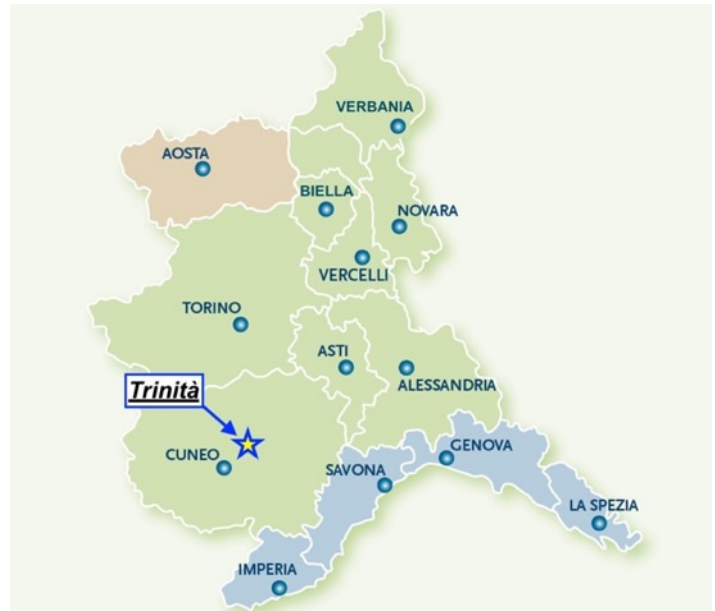 VERBANIA
AOSTA
BIELLA
NOVARA
VERCELLI
TORINO
ASTI
ALESSANDRIA
Trinità
GENOVA
CUNEO
SAVONA
LA SPEZIA
IMPERIA